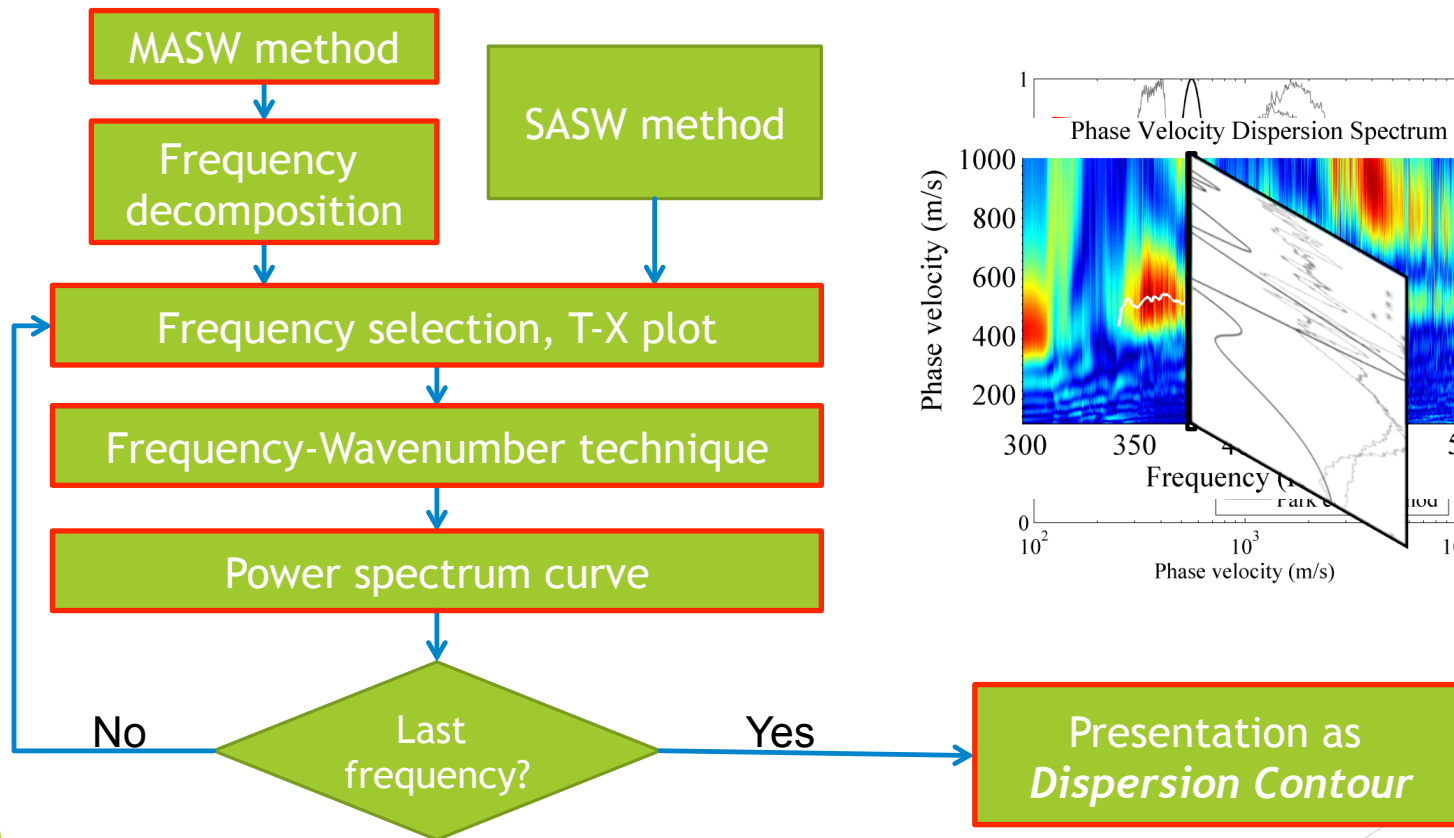 MASW method
Frequency
decomposition
SASW method
Frequency selection, T-X plot
Frequency-Wavenumber technique
Power spectrum curve
Last
frequency?
No
Yes
Presentation as
Dispersion Contour
1
Phase Velocity Dispersion Spectrum
Phase velocity (m/s)
1000
800
600
400
200
300
350
Frequency
Park
0
10²
10³
Phase velocity (m/s)